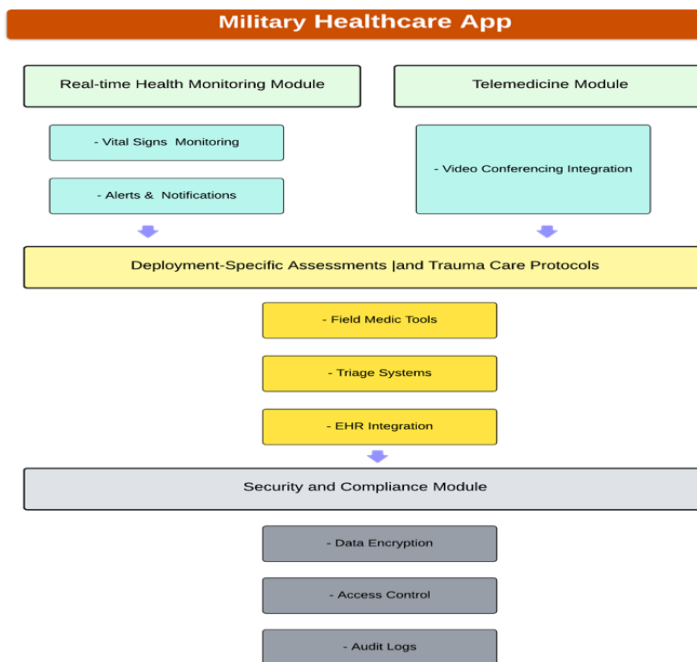 Military Healthcare App
Real-time Health Monitoring Module
Telemedicine Module
- Vital Signs  Monitoring
- Alerts &  Notifications
- Video Conferencing Integration
Deployment-Specific Assessments |and Trauma Care Protocols
- Field Medic Tools
- Triage Systems
- EHR Integration
Security and Compliance Module
- Data Encryption
- Access Control
- Audit Logs